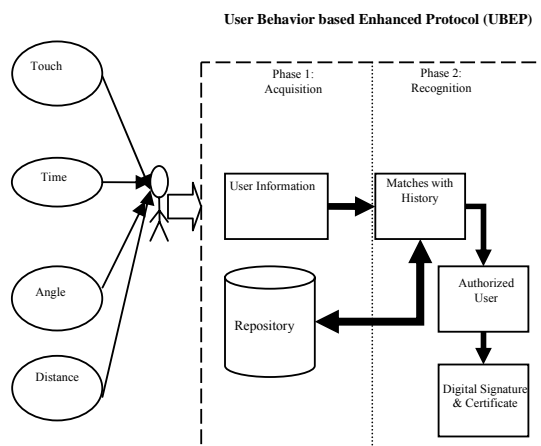 User Behavior based Enhanced Protocol (UBEP)
Touch
Time
Angle
Distance
Phase 1:
Acquisition
User Information
Repository
Phase 2:
Recognition
Matches with
History
Authorized
User
Digital Signature
& Certificate